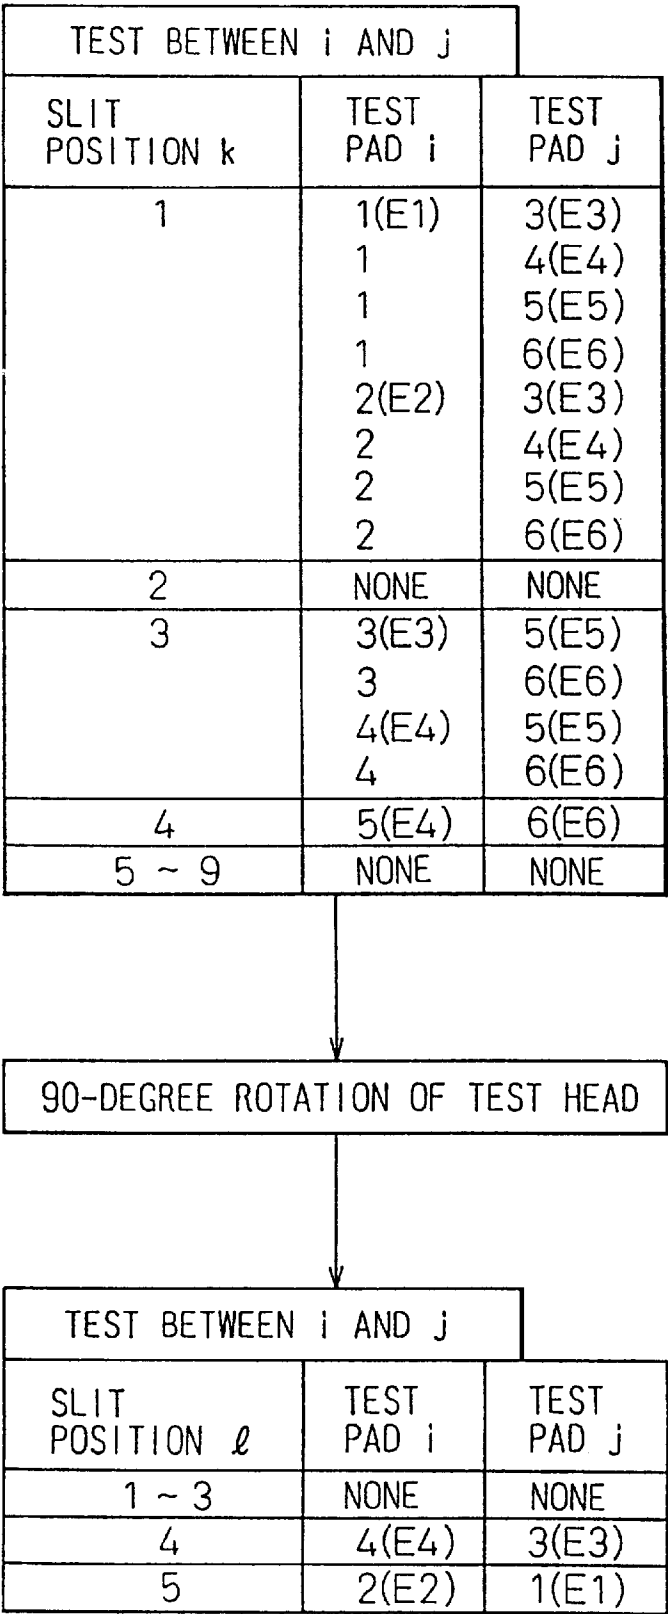 TEST BETWEEN i AND j
SLIT POSITION k TEST PAD i TEST PAD j
1 1(E1) 3(E3)
1 4(E4)
1 5(E5)
1 6(E6)
2(E2) 3(E3)
2 4(E4)
2 5(E5)
2 6(E6)
2 NONE NONE
3 3(E3) 5(E5)
3 6(E6)
4(E4) 5(E5)
4 6(E6)
4 5(E4) 6(E6)
5 ~ 9 NONE NONE
90-DEGREE ROTATION OF TEST HEAD
TEST BETWEEN i AND j
SLIT POSITION ℓ TEST PAD i TEST PAD j
1 ~ 3 NONE NONE
4 4(E4) 3(E3)
5 2(E2) 1(E1)